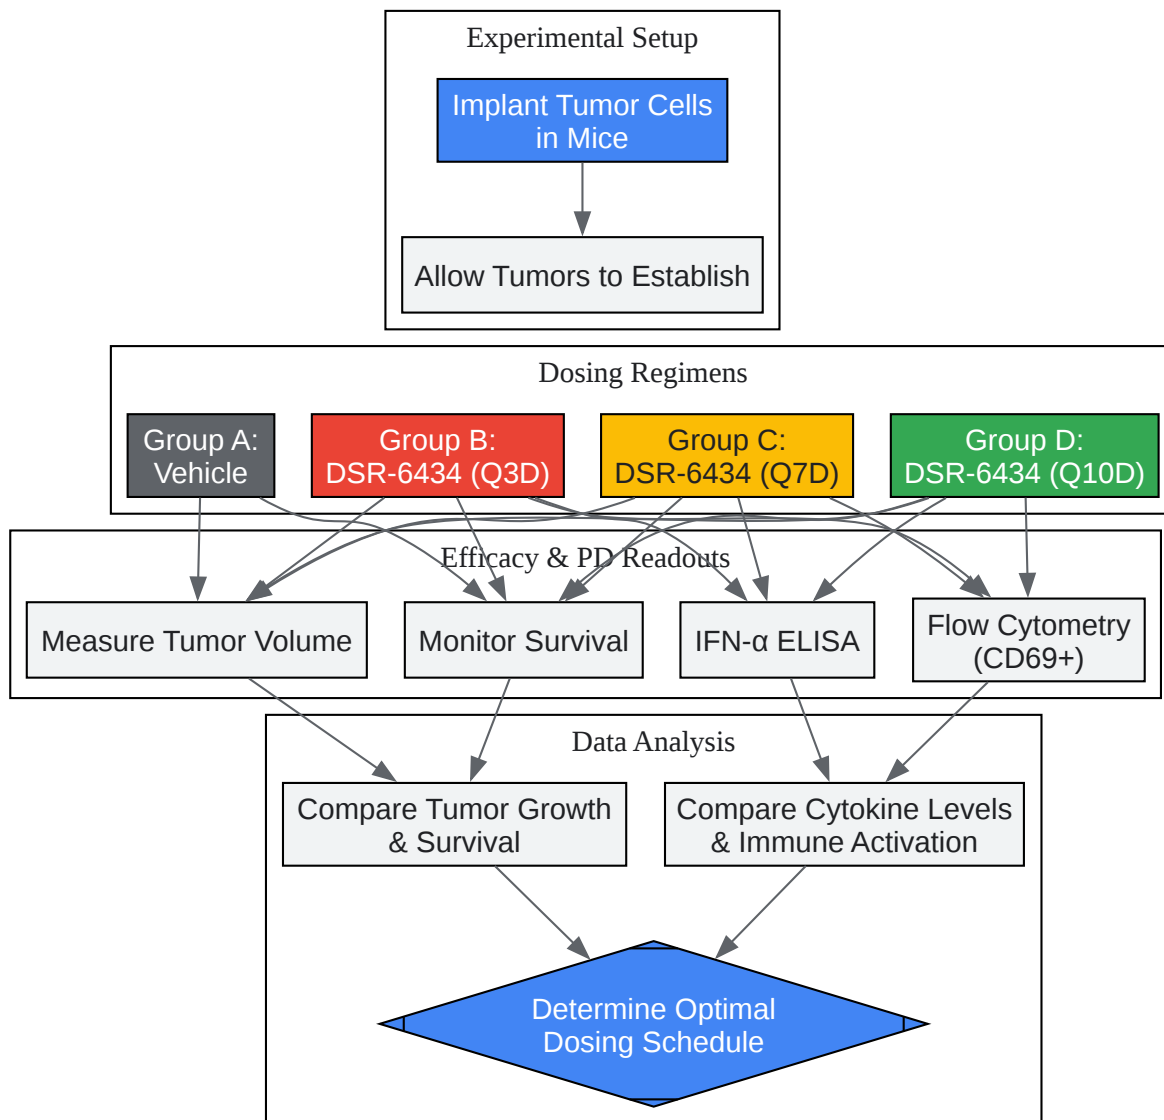 Experimental Setup
Implant Tumor Cells
in Mice
Allow Tumors to Establish
Dosing Regimens
Group A:
Vehicle
Group B:
DSR-6434 (Q3D)
Group C:
DSR-6434 (Q7D)
Group D:
DSR-6434 (Q10D)
Efficacy & PD Readouts
Measure Tumor Volume
Monitor Survival
IFN-α ELISA
Flow Cytometry
(CD69+)
Data Analysis
Compare Tumor Growth
& Survival
Compare Cytokine Levels
& Immune Activation
Determine Optimal
Dosing Schedule